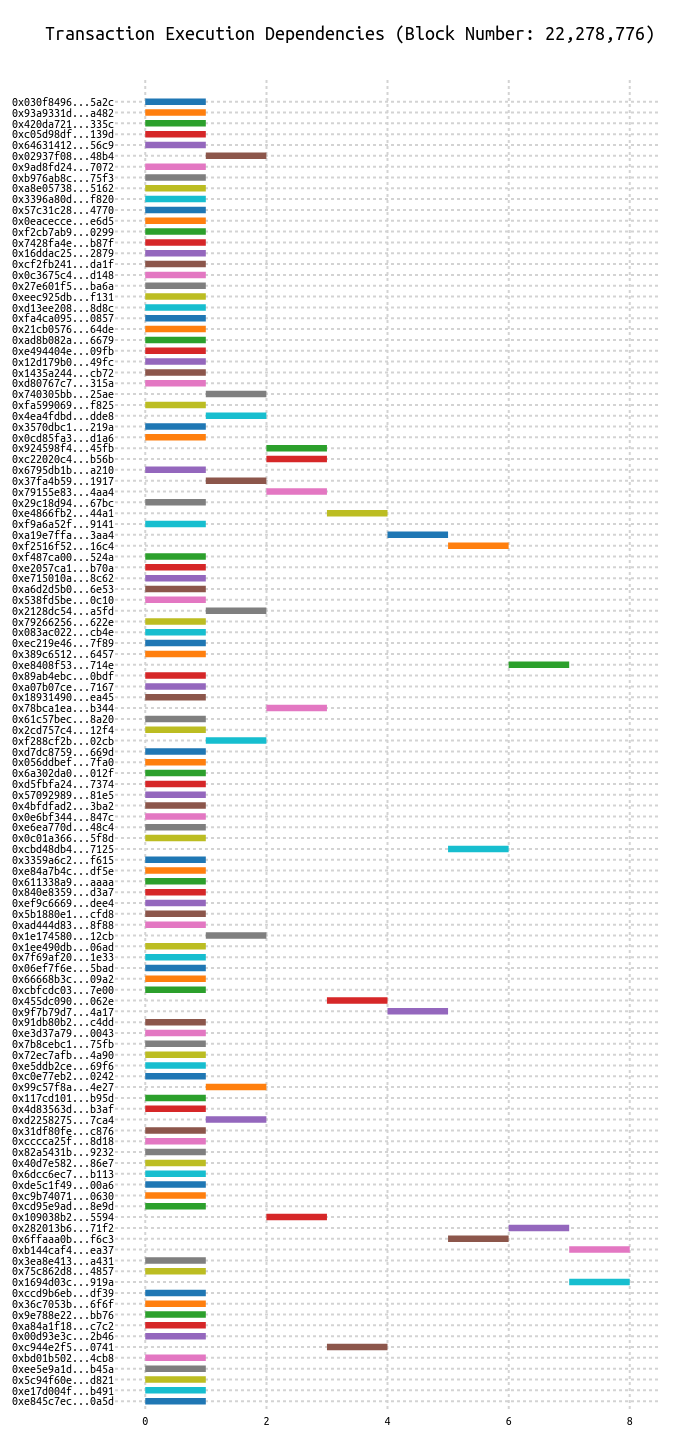 Transaction Execution Dependencies (Block Number: 22,278,776)
0x030f8496...5a2c
0x93a9331d...a482
0x420da721...335c
0xc05d98df...139d
0x64631412...56c9
0x02937f08...48b4
0x9ad8fd24...7072
0xb976ab8c...75f3
0xa8e05738...5162
0x3396a80d...f820
0x57c31c28...4770
0x0eacecce...e6d5
0xf2cb7ab9...0299
0x7428fa4e...b87f
0x16ddac25...2879
0xcf2fb241...da1f
0x0c3675c4...d148
0x27e601f5...ba6a
0xeec925db...f131
0xd13ee208...8d8c
0xfa4ca095...0857
0x21cb0576...64de
0xad8b082a...6679
0xe494404e...09fb
0x12d179b0...49fc
0x1435a244...cb72
0xd80767c7...315a
0x740305bb...25ae
0xfa599069...f825
0x4ea4fdbd...dde8
0x3570dbc1...219a
0x0cd85fa3...d1a6
0x924598f4...45fb
0xc22020c4...b56b
0x6795db1b...a210
0x37fa4b59...1917
0x79155e83...4aa4
0x29c18d94...67bc
0xe4866fb2...44a1
0xf9a6a52f...9141
0xa19e7ffa...3aa4
0xf2516f52...16c4
0xf487ca00...524a
0xe2057ca1...b70a
0xe715010a...8c62
0xa6d2d5b0...6e53
0x538fd5be...0c10
0x2128dc54...a5fd
0x79266256...622e
0x083ac022...cb4e
0xec219e46...7f89
0x389c6512...6457
0xe8408f53...714e
0x89ab4ebc...0bdf
0xa07b07ce...7167
0x18931490...ea45
0x78bca1ea...b344
0x61c57bec...8a20
0x2cd757c4...12f4
0xf288cf2b...02cb
0xd7dc8759...669d
0x056ddbef...7fa0
0x6a302da0...012f
0xd5fbfa24...7374
0x57092989...81e5
0x4bfdfad2...3ba2
0x0e6bf344...847c
0xe6ea770d...48c4
0x0c01a366...5f8d
0xcbd48db4...7125
0x3359a6c2...f615
0xe84a7b4c...df5e
0x611338a9...aaaa
0x840e8359...d3a7
0xef9c6669...dee4
0x5b1880e1...cfd8
0xad444d83...8f88
0x1e174580...12cb
0x1ee490db...06ad
0x7f69af20...1e33
0x06ef7f6e...5bad
0x66668b3c...09a2
0xcbfcdc03...7e00
0x455dc090...062e
0x9f7b79d7...4a17
0x91db80b2...c4dd
0xe3d37a79...0043
0x7b8cebc1...75fb
0x72ec7afb...4a90
0xe5ddb2ce...69f6
0xc0e77eb2...0242
0x99c57f8a...4e27
0x117cd101...b95d
0x4d83563d...b3af
0xd2258275...7ca4
0x31df80fe...c876
0xcccca25f...8d18
0x82a5431b...9232
0x40d7e582...86e7
0x6dcc6ec7...b113
0xde5c1f49...00a6
0xc9b74071...0630
0xcd95e9ad...8e9d
0x109038b2...5594
0x282013b6...71f2
0x6ffaaa0b...f6c3
0xb144caf4...ea37
0x3ea8e413...a431
0x75c862d8...4857
0x1694d03c...919a
0xccd9b6eb...df39
0x36c7053b...6f6f
0x9e788e22...bb76
0xa84a1f18...c7c2
0x00d93e3c...2b46
0xc944e2f5...0741
0xbd01b502...4cb8
0xee5e9a1d...b45a
0x5c94f60e...d821
0xe17d004f...b491
0xe845c7ec...0a5d
0 2 4 6 8